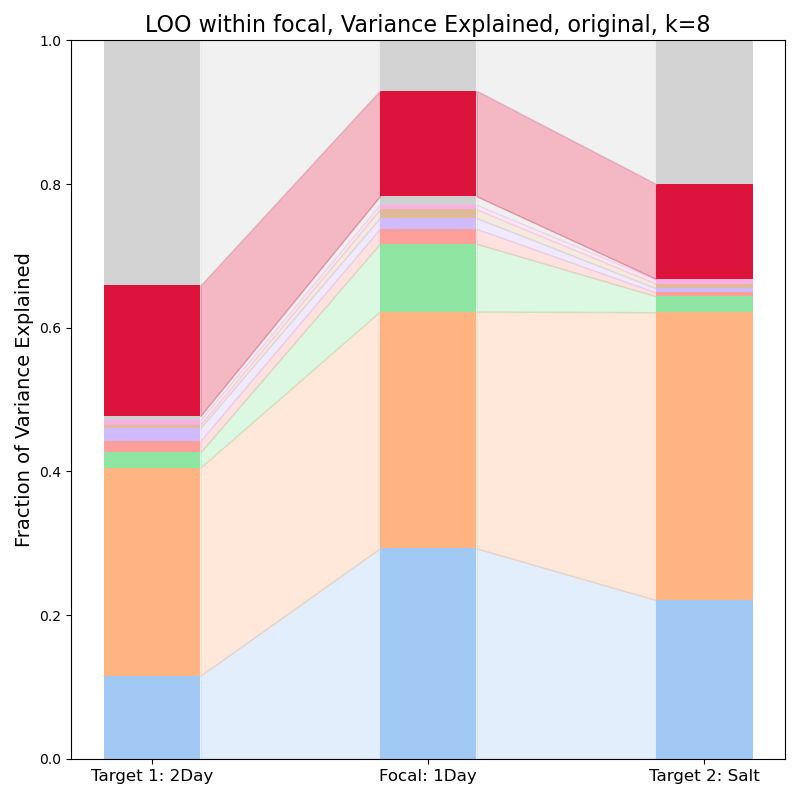 LOO within focal, Variance Explained, original, k=8
Fraction of Variance Explained
1.0
0.8
0.6
0.4
0.2
0.0
Target 1: 2Day
Focal: 1Day
Target 2: Salt